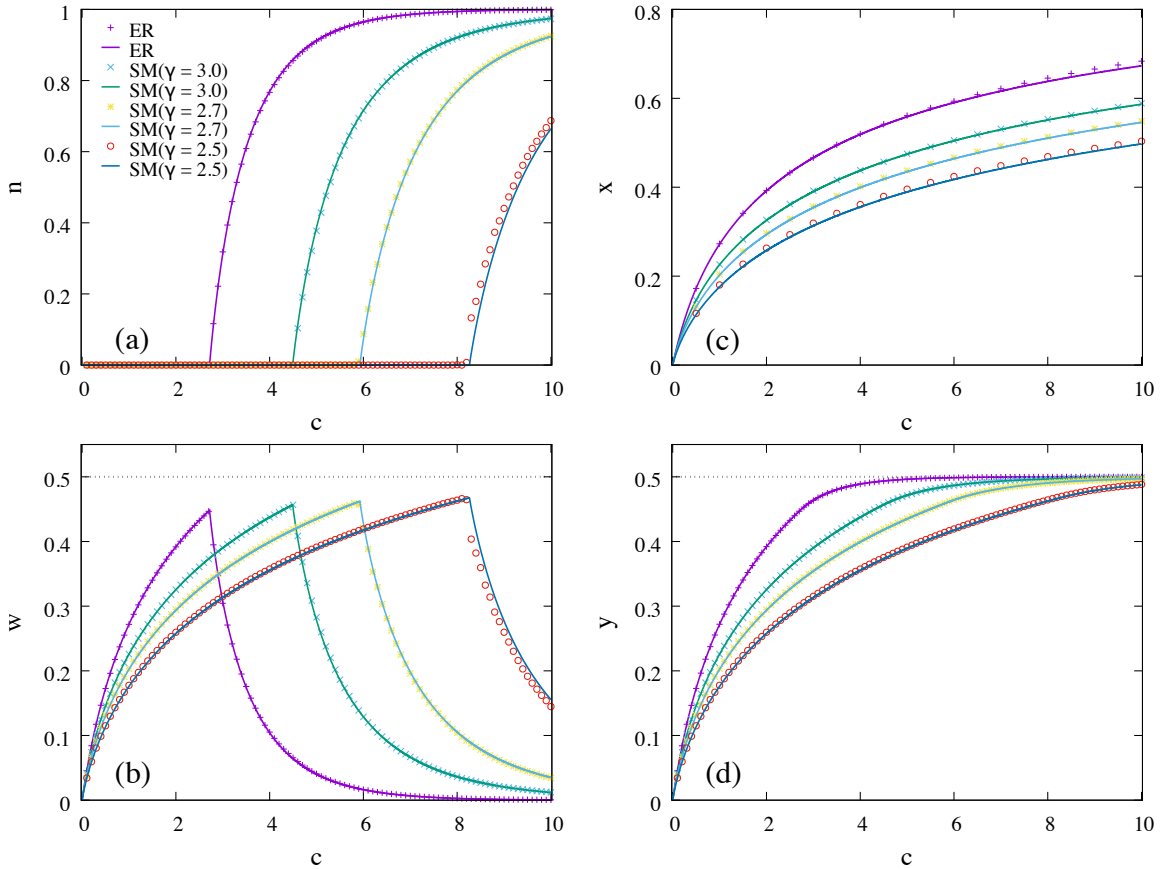 1
0.8
0.6
0.4
0.2
0
n
ER
ER
SM(γ = 3.0)
SM(γ = 3.0)
SM(γ = 2.7)
SM(γ = 2.7)
SM(γ = 2.5)
SM(γ = 2.5)
(a)
0 2 4 6 8 10
c
0.8
0.6
0.4
0.2
0
x
(c)
0 2 4 6 8 10
c
0.5
0.4
0.3
0.2
0.1
0
w
(b)
0 2 4 6 8 10
c
0.5
0.4
0.3
0.2
0.1
0
y
(d)
0 2 4 6 8 10
c